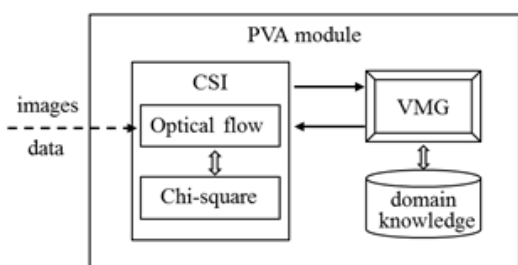 PVA module
CSI
images
data
Optical flow
Chi-square
VMG
domain
knowledge